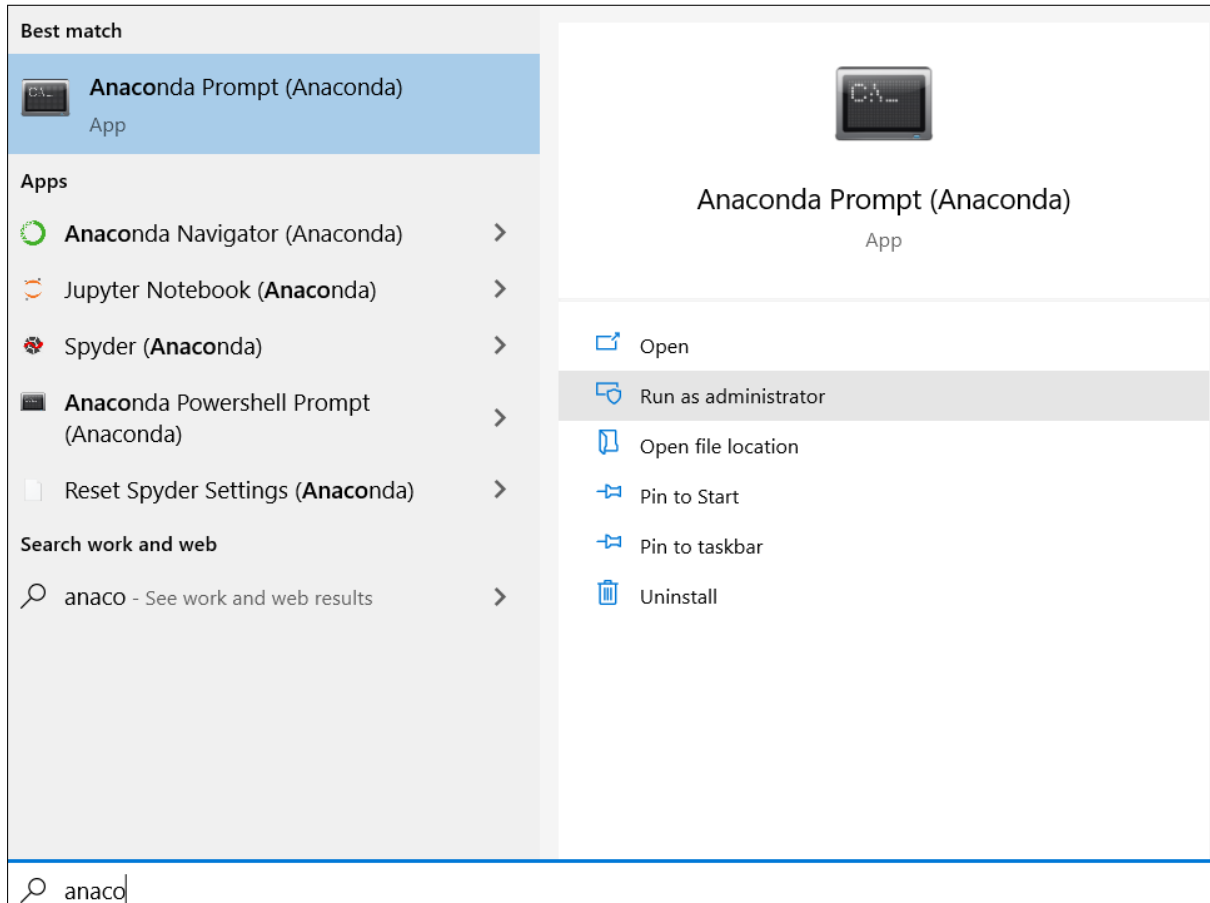 Best match
Anaconda Prompt (Anaconda)
App
Apps
Anaconda Navigator (Anaconda)
Jupyter Notebook (Anaconda)
Spyder (Anaconda)
Anaconda Powershell Prompt
(Anaconda)
Reset Spyder Settings (Anaconda)
Search work and web
anaco - See work and web results
anaco
C:\_
Anaconda Prompt (Anaconda)
App
Open
Run as administrator
Open file location
Pin to Start
Pin to taskbar
Uninstall